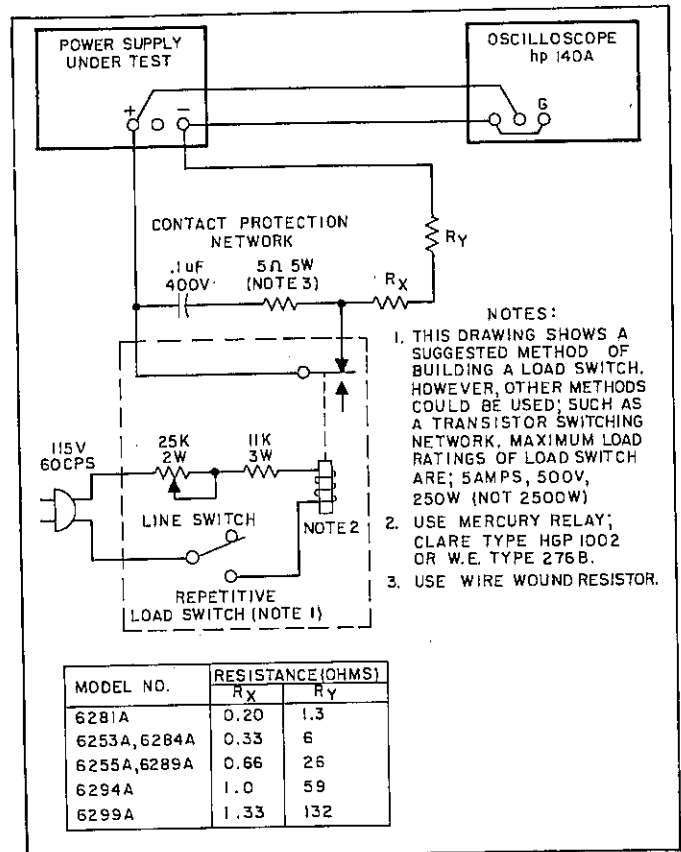 POWER SUPPLY
UNDER TEST
+ −
OSCILLOSCOPE
hp 140A
G
CONTACT PROTECTION
NETWORK
.1uF
400V
5Ω 5W
(NOTE 3)
RX
RY
115V
60CPS
25K
2W
11K
3W
LINE SWITCH
NOTE 2
REPETITIVE
LOAD SWITCH (NOTE 1)
NOTES:
1. THIS DRAWING SHOWS A
SUGGESTED METHOD OF
BUILDING A LOAD SWITCH.
HOWEVER, OTHER METHODS
COULD BE USED; SUCH AS
A TRANSISTOR SWITCHING
NETWORK. MAXIMUM LOAD
RATINGS OF LOAD SWITCH
ARE; 5AMPS, 500V,
250W (NOT 2500W)
2. USE MERCURY RELAY;
CLARE TYPE HGP 1002
OR W.E. TYPE 276B.
3. USE WIRE WOUND RESISTOR.
MODEL NO. RESISTANCE (OHMS)
RX RY
6281A 0.20 1.3
6253A,6284A 0.33 6
6255A,6289A 0.66 26
6294A 1.0 59
6299A 1.33 132